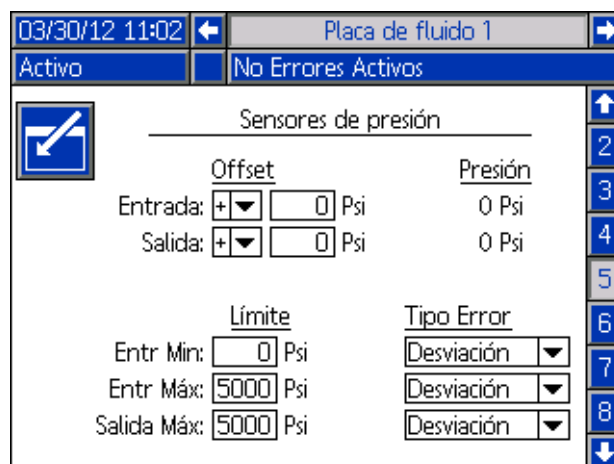 03/30/12 11:02 Placa de fluido 1
Activo No Errores Activos
Sensores de presión
Offset Presión
Entrada: + 0 Psi 0 Psi
Salida: + 0 Psi 0 Psi
Límite Tipo Error
Entr Min: 0 Psi Desviación
Entr Máx: 5000 Psi Desviación
Salida Máx: 5000 Psi Desviación
2
3
4
5
6
7
8